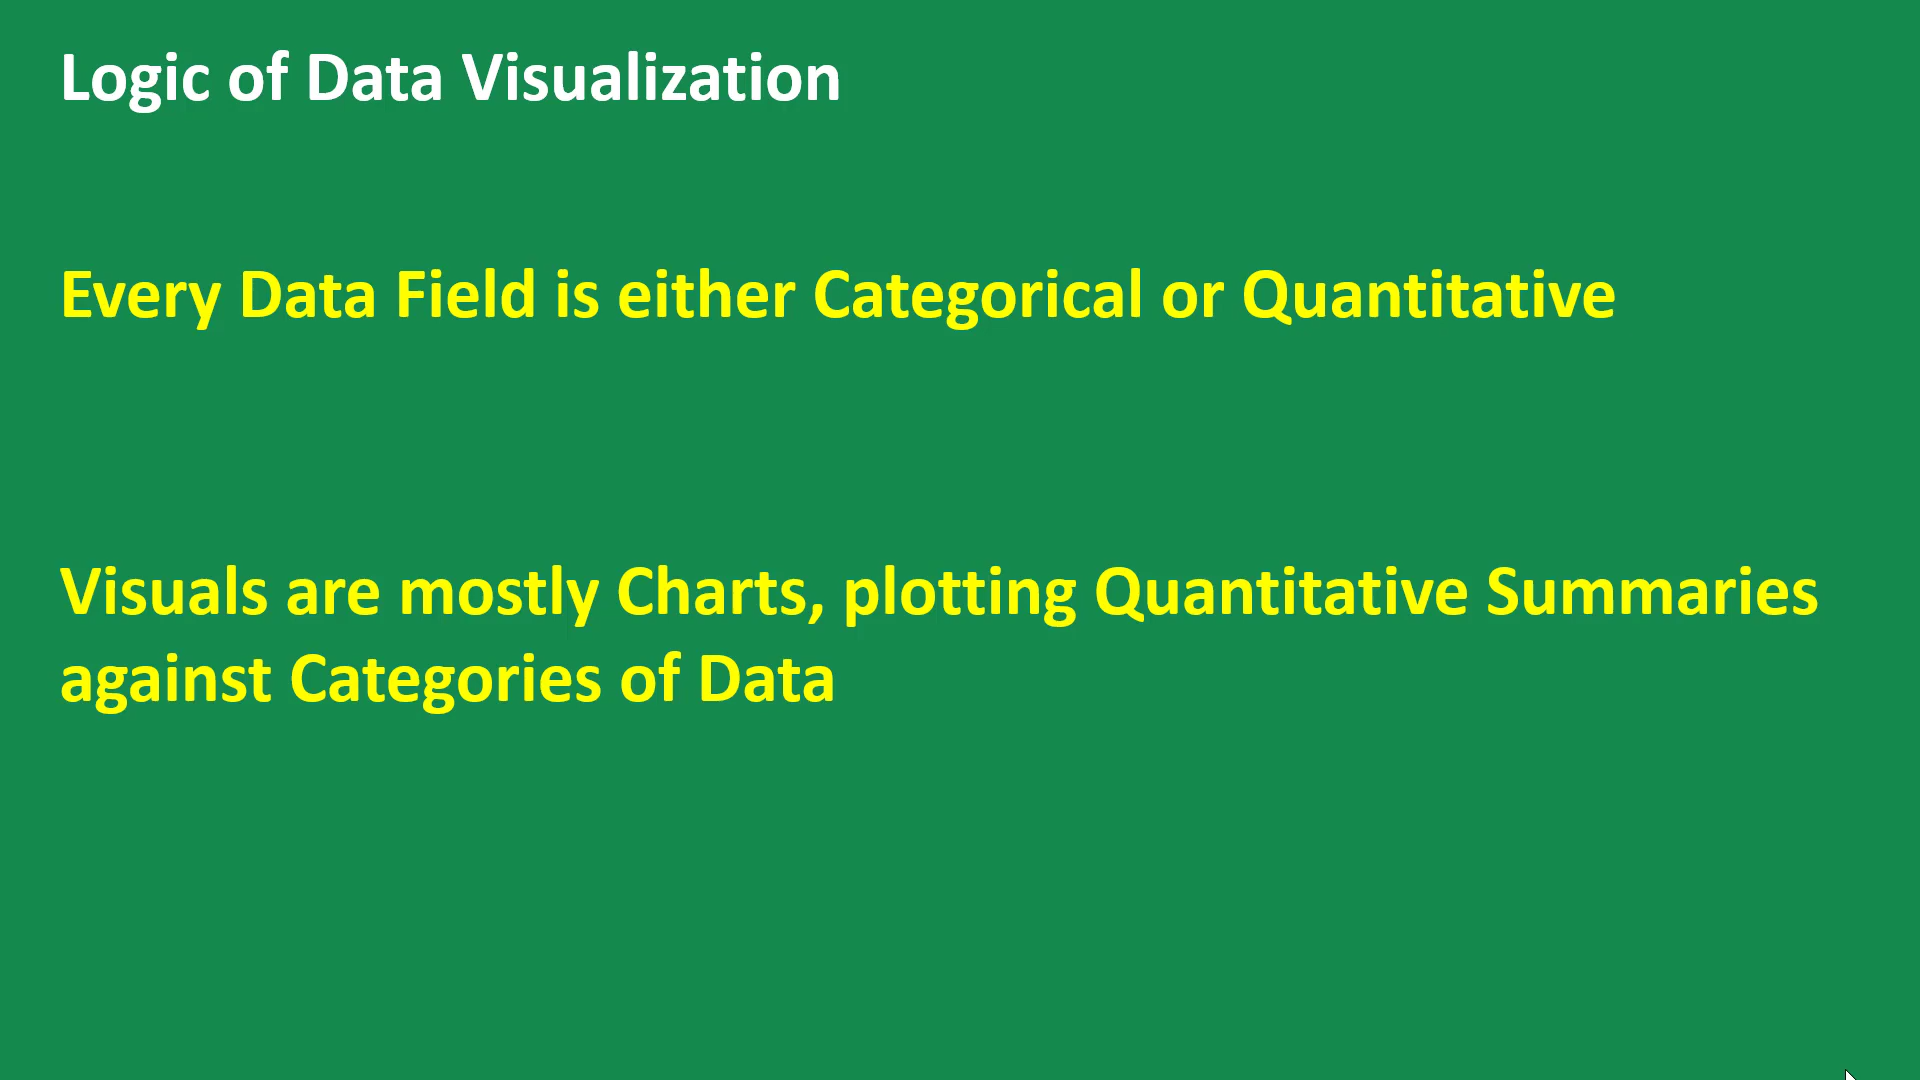 Logic of Data Visualization
Every Data Field is either Categorical or Quantitative
Visuals are mostly Charts, plotting Quantitative Summaries
against Categories of Data